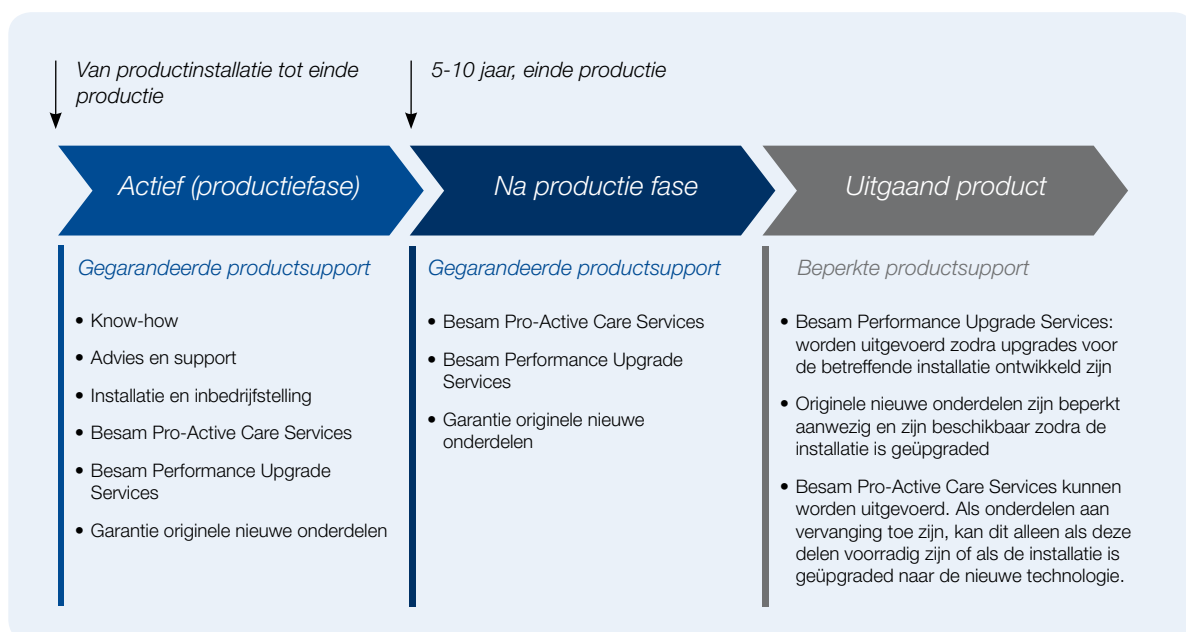 Van productinstallatie tot einde
productie
5-10 jaar, einde productie
Actief (productiefase)
Na productie fase
Uitgaand product
Gegarandeerde productsupport
• Know-how
• Advies en support
• Installatie en inbedrijfstelling
• Besam Pro-Active Care Services
• Besam Performance Upgrade
Services
• Garantie originele nieuwe onderdelen
Gegarandeerde productsupport
• Besam Pro-Active Care Services
• Besam Performance Upgrade
Services
• Garantie originele nieuwe
onderdelen
Beperkte productsupport
• Besam Performance Upgrade Services:
worden uitgevoerd zodra upgrades voor
de betreffende installatie ontwikkeld zijn
• Originele nieuwe onderdelen zijn beperkt
aanwezig en zijn beschikbaar zodra de
installatie is geüpgraded
• Besam Pro-Active Care Services kunnen
worden uitgevoerd. Als onderdelen aan
vervanging toe zijn, kan dit alleen als deze
delen voorradig zijn of als de installatie is
geüpgraded naar de nieuwe technologie.